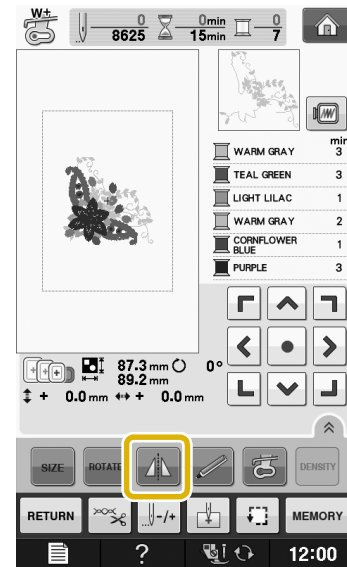 W+
0 0min 0
8625 15min 7
min
WARM GRAY 3
TEAL GREEN 3
LIGHT LILAC 1
WARM GRAY 2
CORNFLOWER
BLUE 1
PURPLE 3
87.3 mm 0°
89.2 mm
+ 0.0 mm + 0.0 mm
SIZE ROTATE DENSITY
RETURN -/+ MEMORY
? 12:00